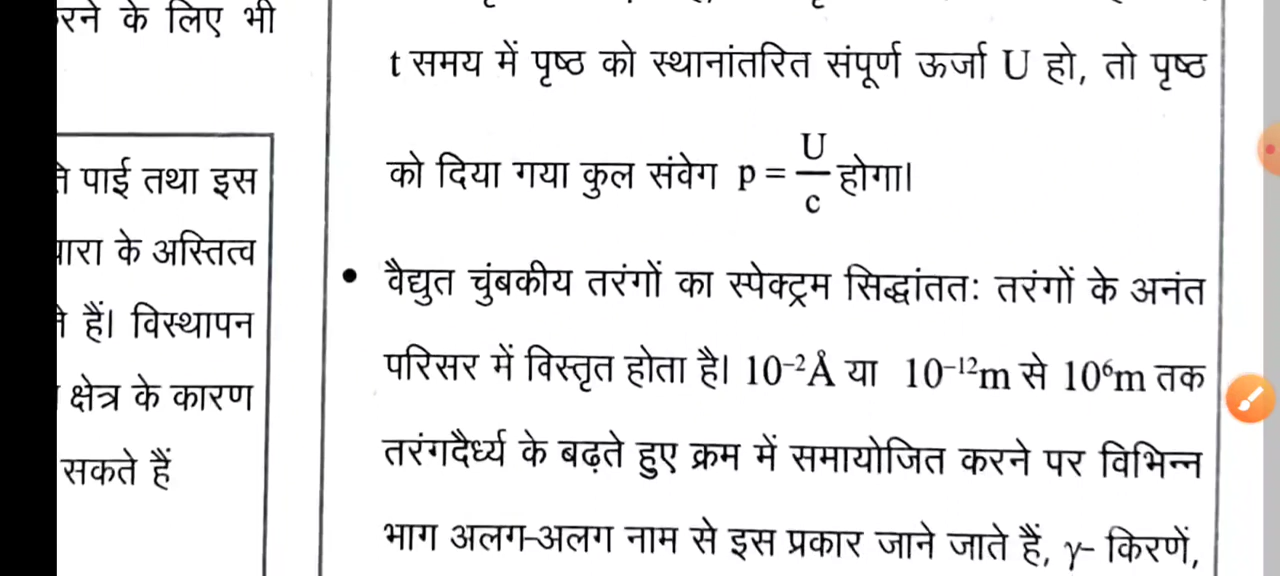 रने के लिए भी
पाई तथा इस
के अस्तित्व
हैं। विस्थापन
क्षेत्र के कारण
सकते हैं
t समय में पृष्ठ को स्थानांतरित संपूर्ण ऊर्जा U हो, तो पृष्ठ
को दिया गया कुल संवेग p = U/c होगा।
• वैद्युत चुंबकीय तरंगों का स्पेक्ट्रम सिद्धांततः तरंगों के अनंत
परिसर में विस्तृत होता है। 10⁻²Å या 10⁻¹²m से 10⁶m तक
तरंगदैर्ध्य के बढ़ते हुए क्रम में समायोजित करने पर विभिन्न
भाग अलग-अलग नाम से इस प्रकार जाने जाते हैं, γ- किरणें,